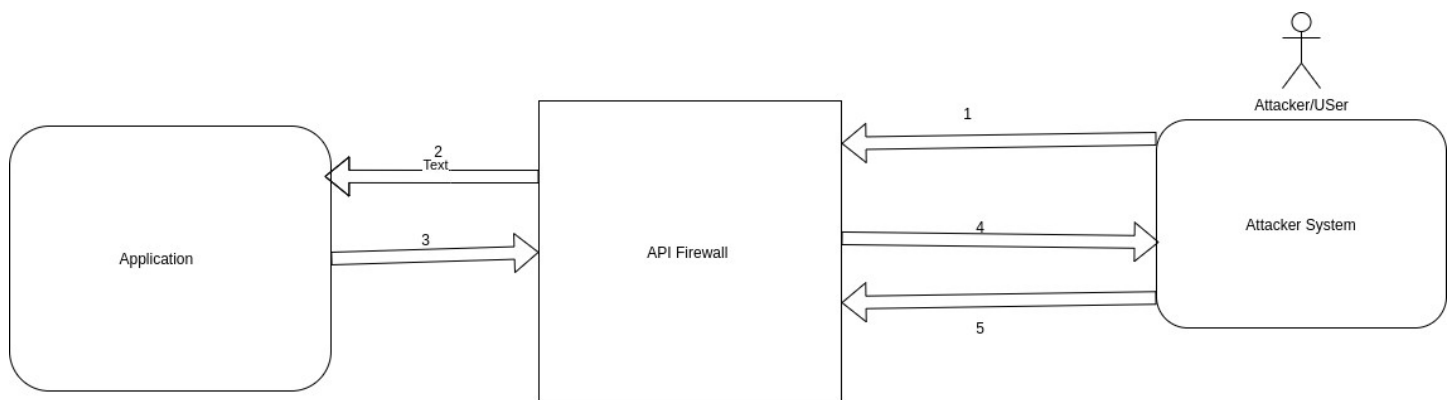 Attacker/USer
1
2
Text
3
4
5
Application
API Firewall
Attacker System